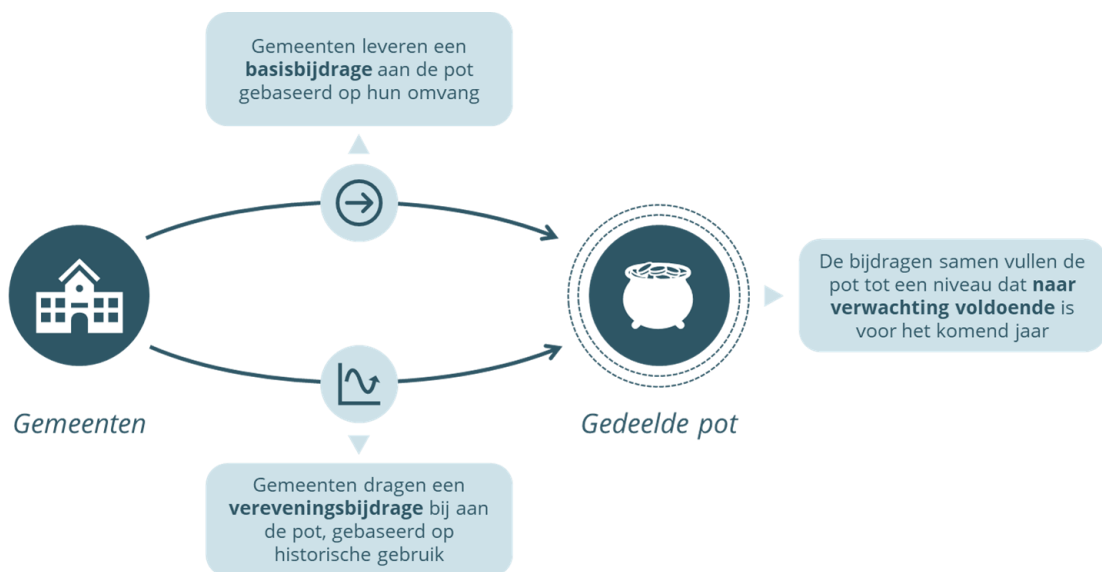 Gemeenten leveren een
basisbijdrage aan de pot
gebaseerd op hun omvang
De bijdragen samen vullen de
pot tot een niveau dat naar
verwachting voldoende is
voor het komend jaar
Gemeenten
Gedeelde pot
Gemeenten dragen een
vereveningsbijdrage bij aan
de pot, gebaseerd op
historische gebruik